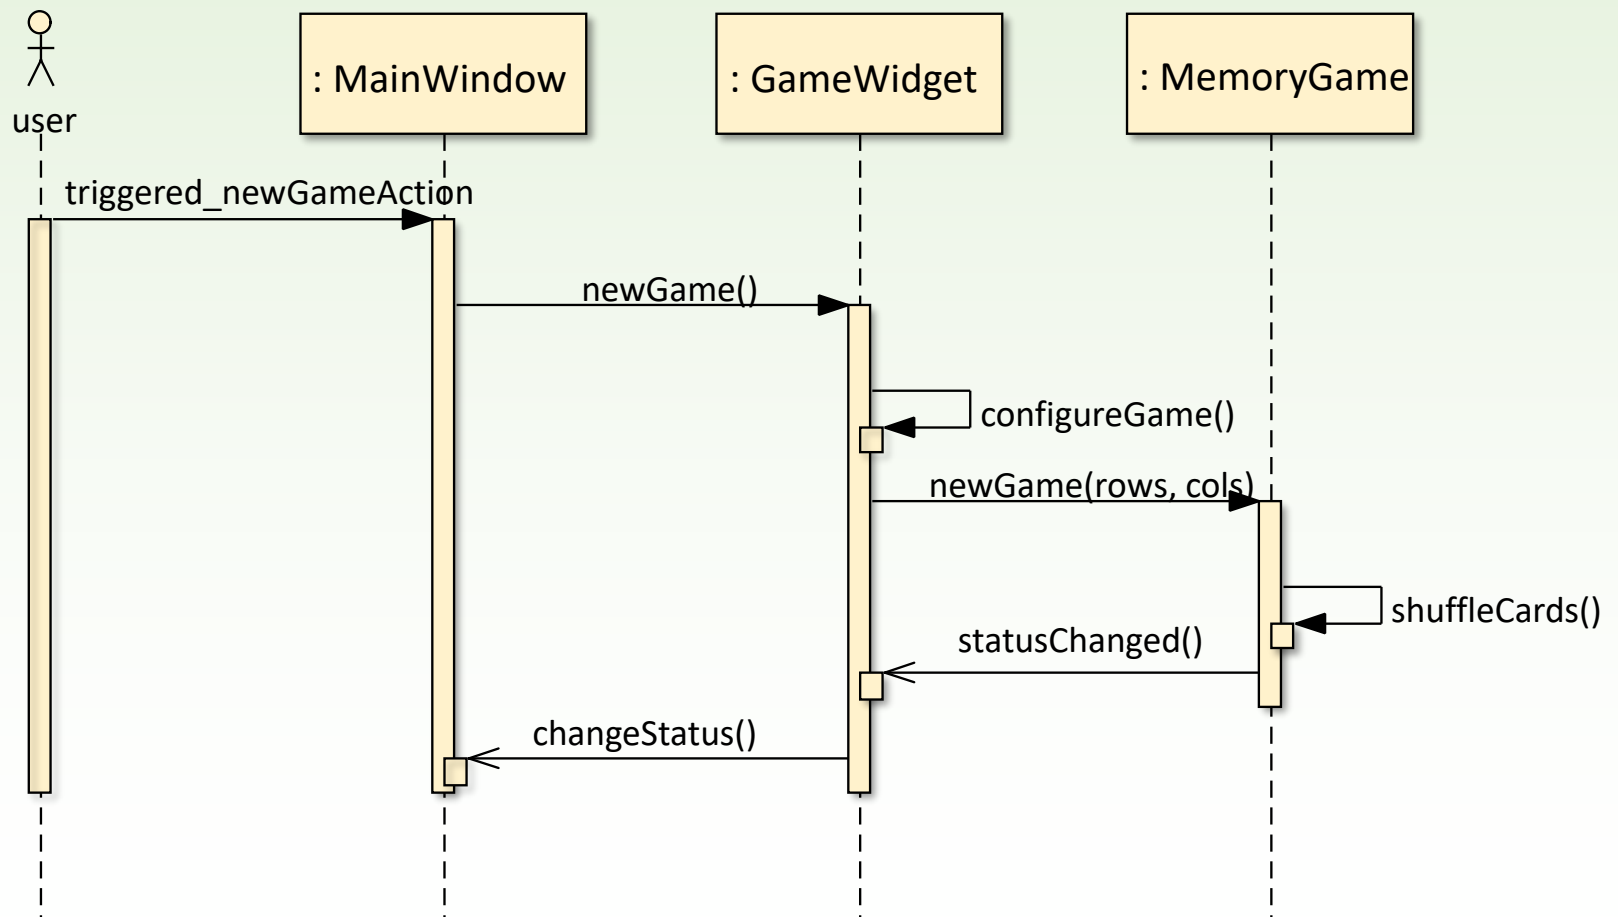 user
: MainWindow
: GameWidget
: MemoryGame
triggered_newGameAction
newGame()
configureGame()
newGame(rows, cols)
shuffleCards()
statusChanged()
changeStatus()